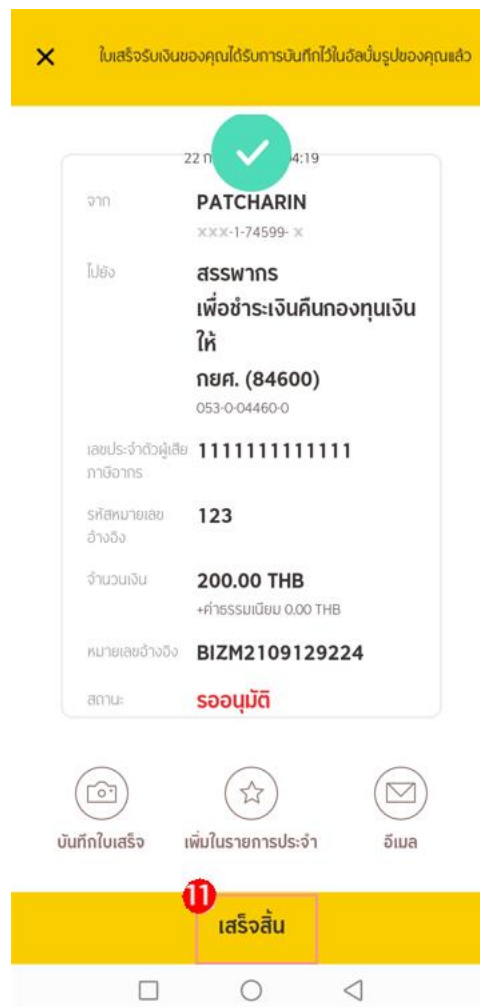 ใบเสร็จรับเงินของคุณได้รับการบันทึกไว้ในอัลบั้มรูปของคุณแล้ว
22 4:19
จาก PATCHARIN
xxx-1-74599- x
ไปยัง สรรพากร
เพื่อชำระเงินคืนกองทุนเงิน
ให้
กยศ. (84600)
053-0-04460-0
เลขประจำตัวผู้เสีย 1111111111111
ภาษีอากร
รหัสหมายเลข 123
อ้างอิง
จำนวนเงิน 200.00 THB
+ค่าธรรมเนียม 0.00 THB
หมายเลขอ้างอิง BIZM2109129224
สถานะ: รออนุมัติ
บันทึกใบเสร็จ เพิ่มในรายการประจำ อีเมล
11
เสร็จสิ้น